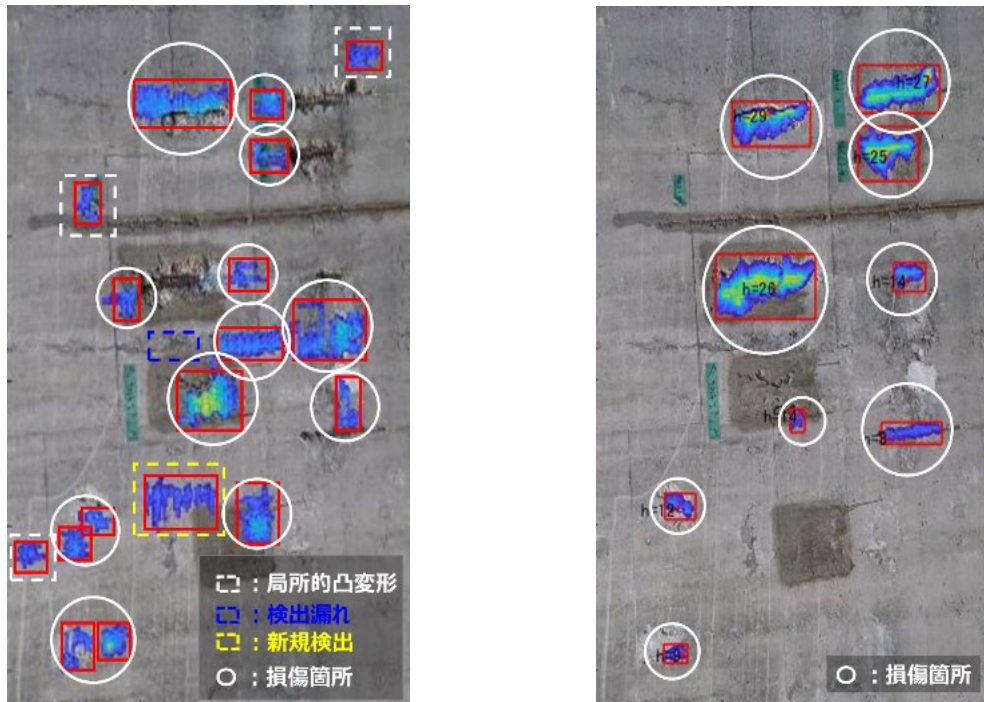 : 局所的凸変形
: 検出漏れ
: 新規検出
: 損傷箇所
h=27
h=29
h=25
h=14
h=26
h=14
h=8
h=12
: 損傷箇所